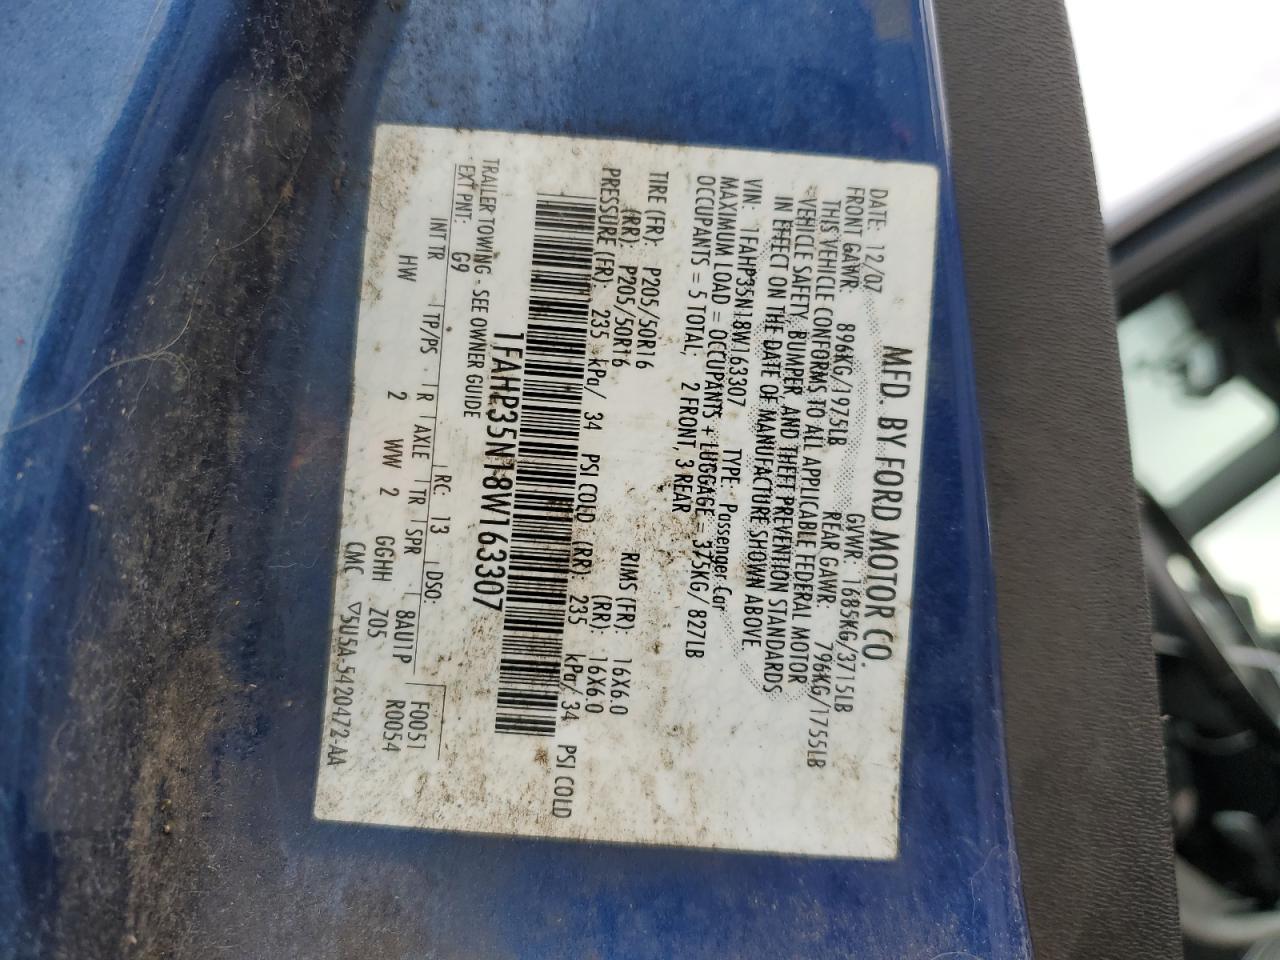 MFD. BY FORD MOTOR CO.
DATE: 12/07 GVWR: 1685KG/3715LB
FRONT GAWR: 896KG/1975LB REAR GAWR: 796KG/1755LB
THIS VEHICLE CONFORMS TO ALL APPLICABLE FEDERAL MOTOR
VEHICLE SAFETY, BUMPER, AND THEFT PREVENTION STANDARDS
IN EFFECT ON THE DATE OF MANUFACTURE SHOWN ABOVE
VIN: 1FAHP35N18W163307 TYPE: Passenger Car
MAXIMUM LOAD = OCCUPANTS + LUGGAGE = 375KG/827LB
OCCUPANTS = 5 TOTAL, 2 FRONT, 3 REAR
TIRE (FR): P205/50R16 RIMS (FR): 16X6.0
(RR): P205/50R16 (RR): 16X6.0
PRESSURE (FR): 235 kPa/ 34 PSI COLD (RR): 235 kPa/ 34 PSI COLD
1FAHP35N18W163307
TRAILER TOWING - SEE OWNER GUIDE
EXT PNT: G9 RC: 13 DSO: F0051
INT TR TP/PS R AXLE TR SPR 8AU11P R0054
HW 2 2 WW 2 GGHH Z05
CMC ▽5U5A-5420472-AA